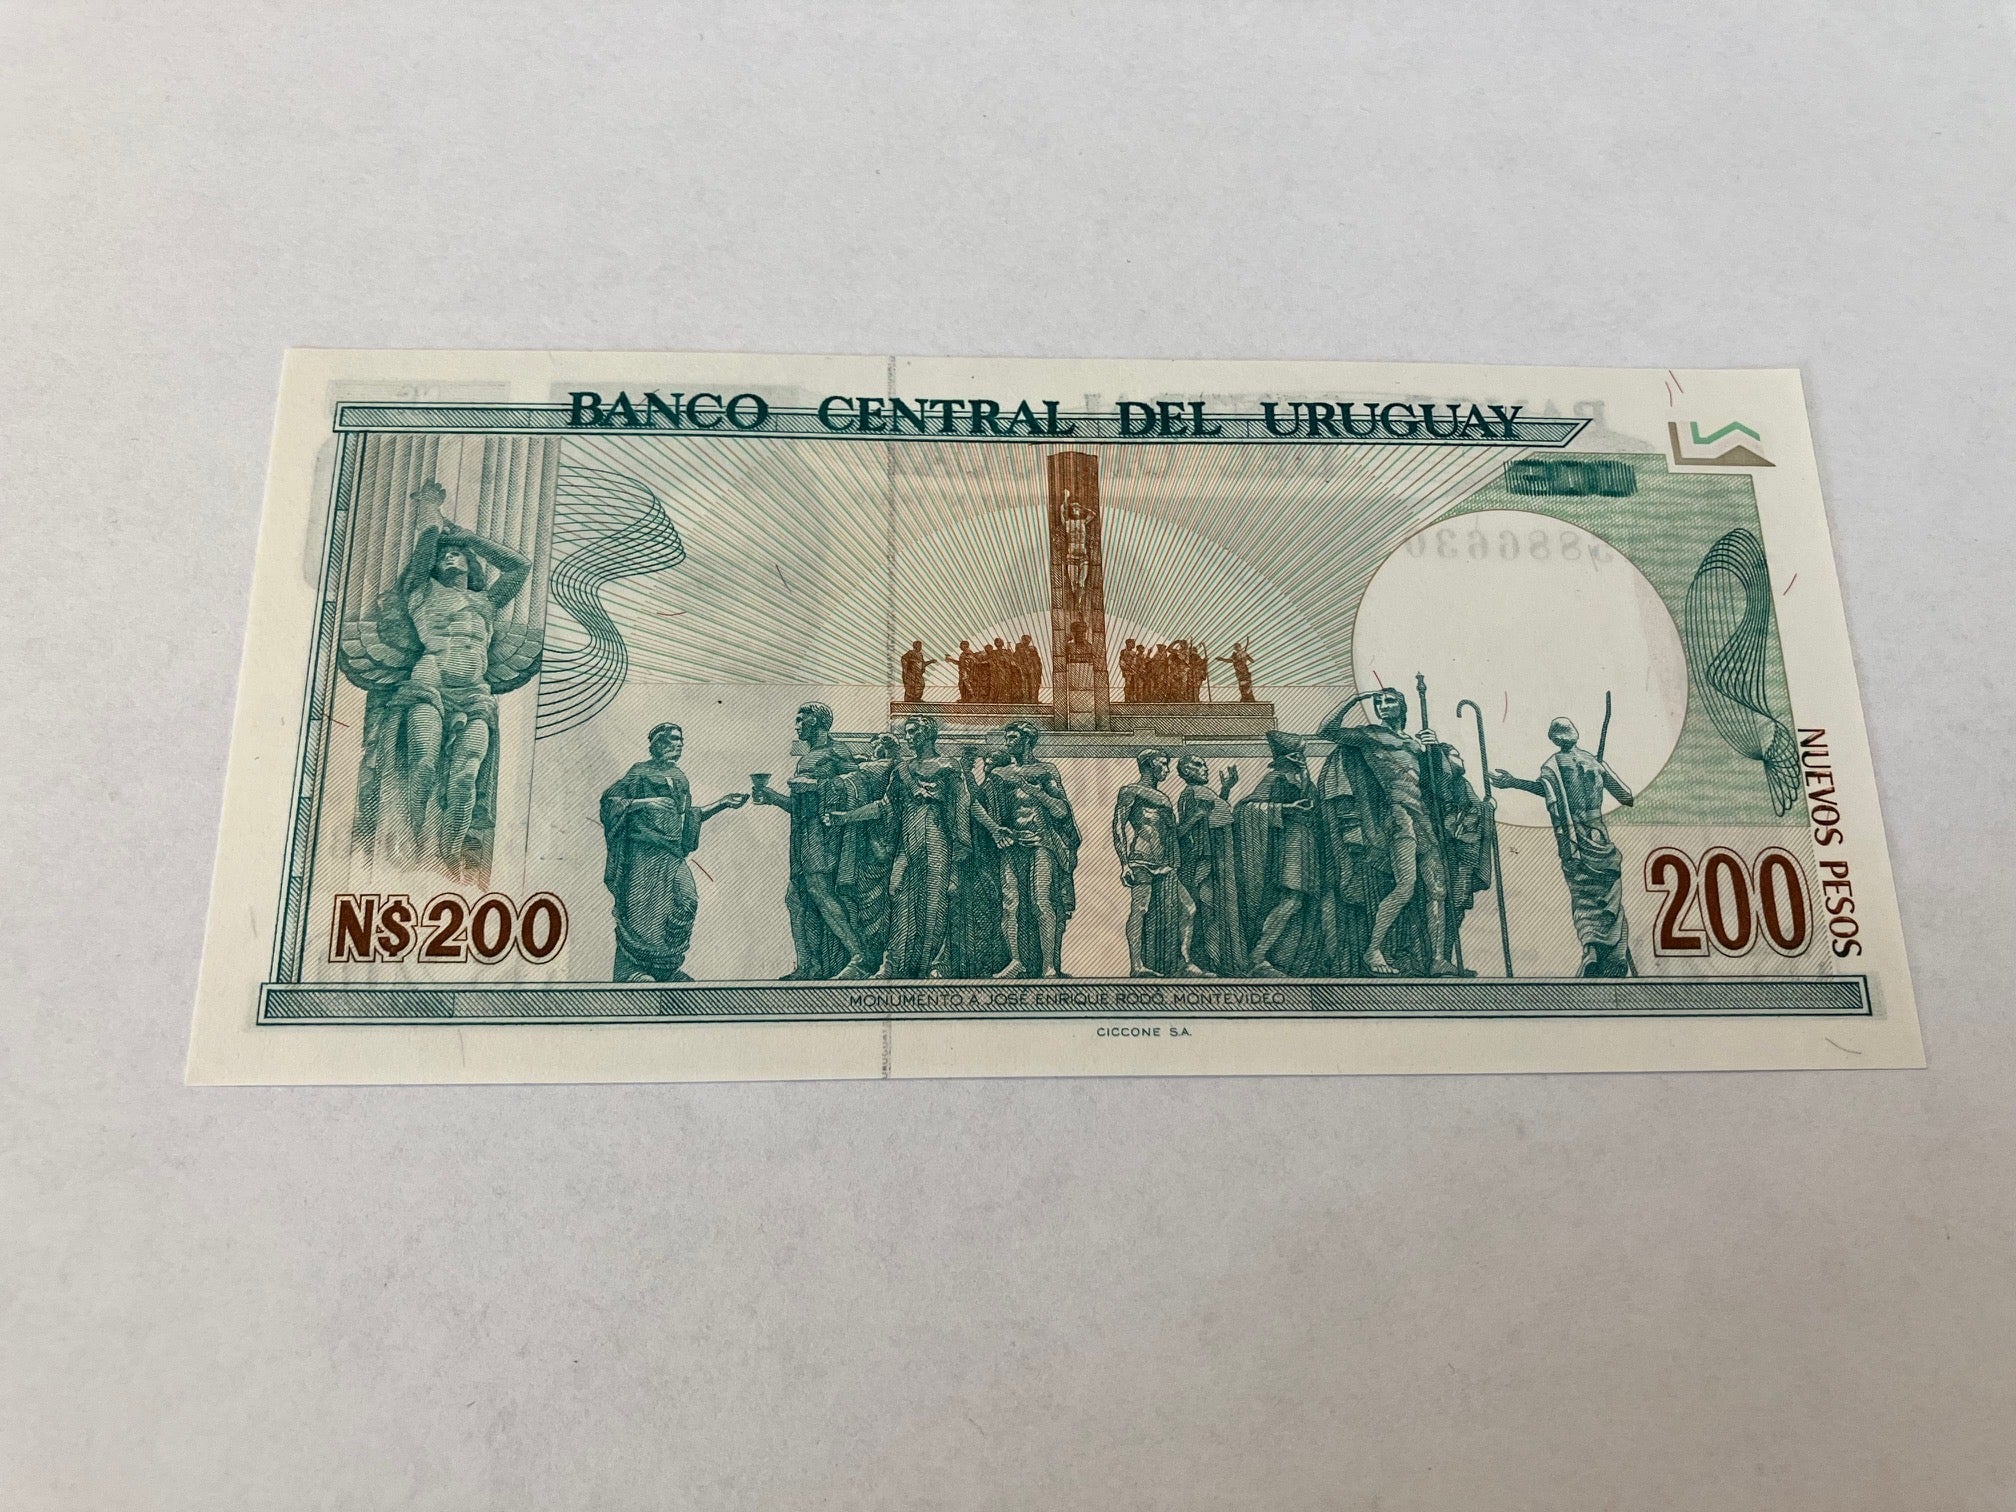 BANCO CENTRAL DEL URUGUAY
N$ 200
200
NUEVOS PESOS
MONUMENTO A JOSÉ ENRIQUE RODÓ, MONTEVIDEO
CICCONE S.A.